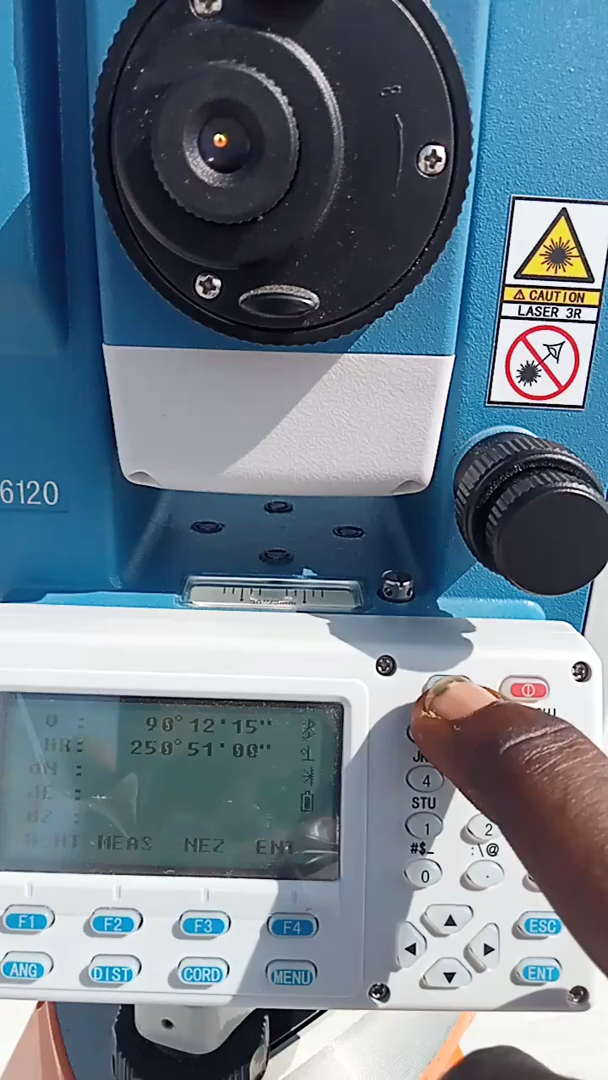 ⚠ CAUTION
LASER 3R
6120
V : 90°12'15"
HR: 250°51'00"
dN :
dE :
dZ :
R.HT MEAS NEZ ENT
4
STU
1
2
#$_
:\@
0
.
F1
F2
F3
F4
ESC
ANG
DIST
CORD
MENU
ENT